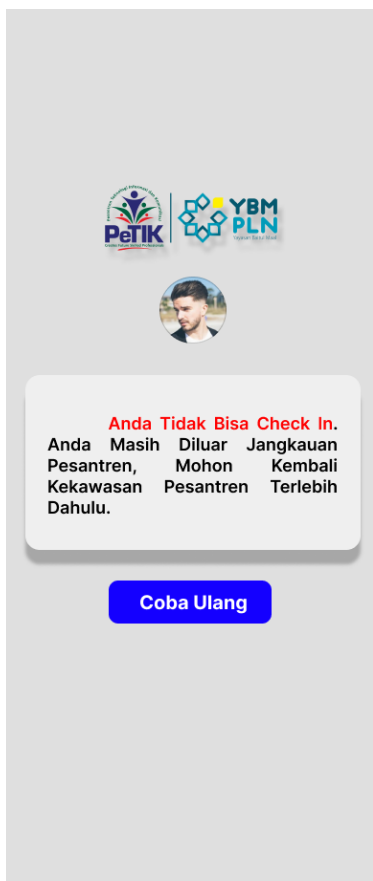 PeTIK
YBM
PLN
Anda Tidak Bisa Check In.
Anda Masih Diluar Jangkauan
Pesantren, Mohon Kembali
Kekawasan Pesantren Terlebih
Dahulu.
Coba Ulang